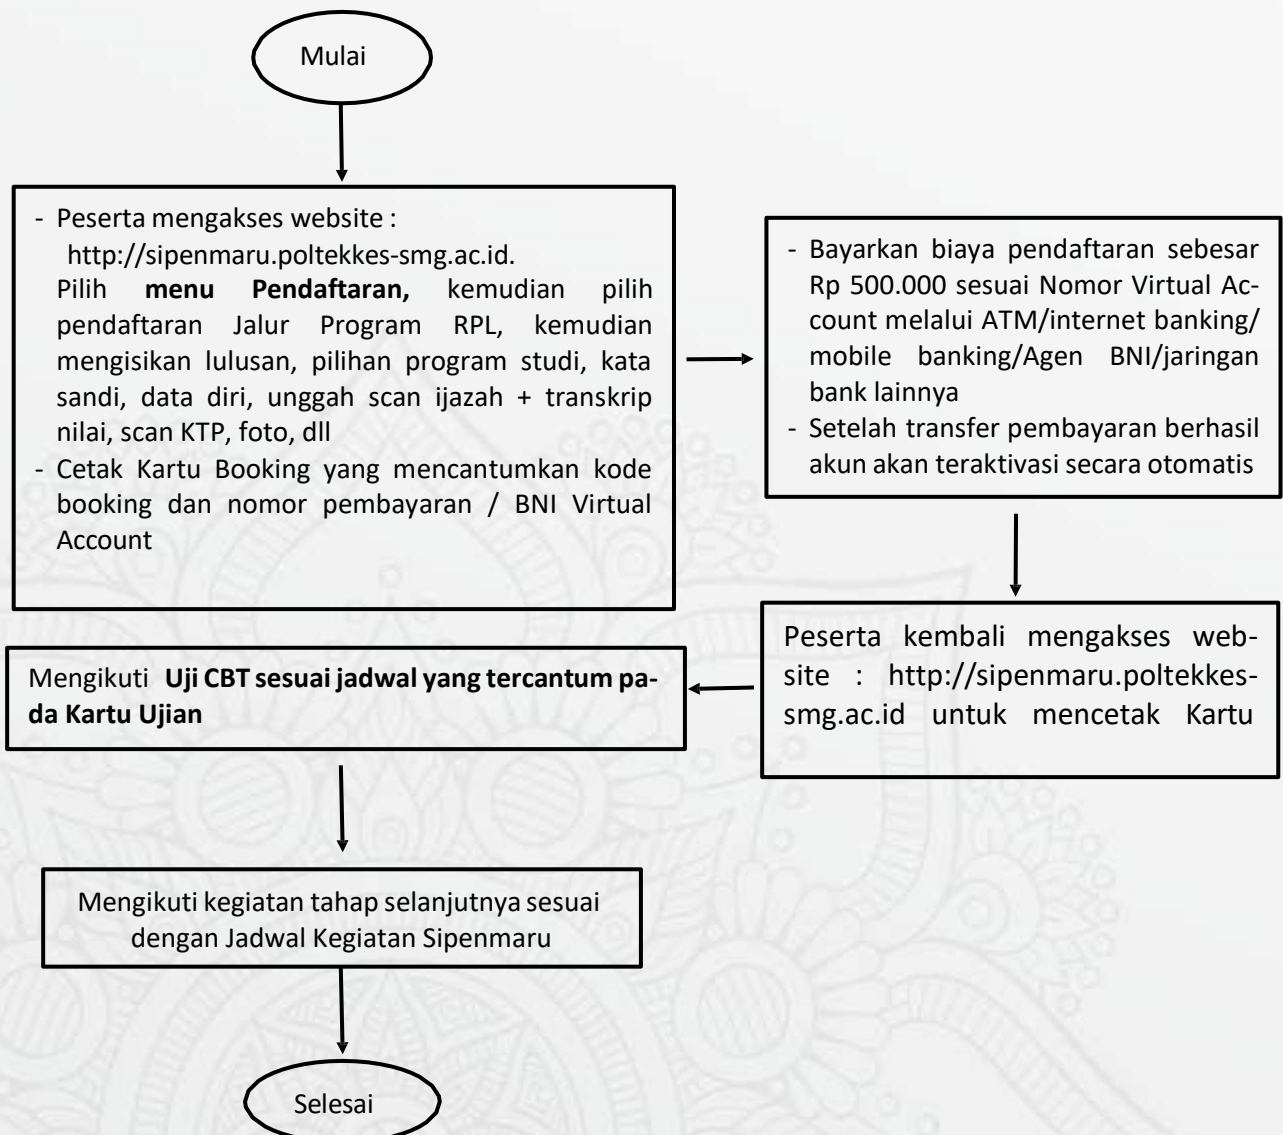 Mulai
- Peserta mengakses website :
http://sipenmaru.poltekkes-smg.ac.id.
Pilih menu Pendaftaran, kemudian pilih
pendaftaran Jalur Program RPL, kemudian
mengisikan lulusan, pilihan program studi, kata
sandi, data diri, unggah scan ijazah + transkrip
nilai, scan KTP, foto, dll
- Cetak Kartu Booking yang mencantumkan kode
booking dan nomor pembayaran / BNI Virtual
Account
- Bayarkan biaya pendaftaran sebesar
Rp 500.000 sesuai Nomor Virtual Ac-
count melalui ATM/internet banking/
mobile banking/Agen BNI/jaringan
bank lainnya
- Setelah transfer pembayaran berhasil
akun akan teraktivasi secara otomatis
Peserta kembali mengakses web-
site : http://sipenmaru.poltekkes-
smg.ac.id untuk mencetak Kartu
Mengikuti Uji CBT sesuai jadwal yang tercantum pa-
da Kartu Ujian
Mengikuti kegiatan tahap selanjutnya sesuai
dengan Jadwal Kegiatan Sipenmaru
Selesai